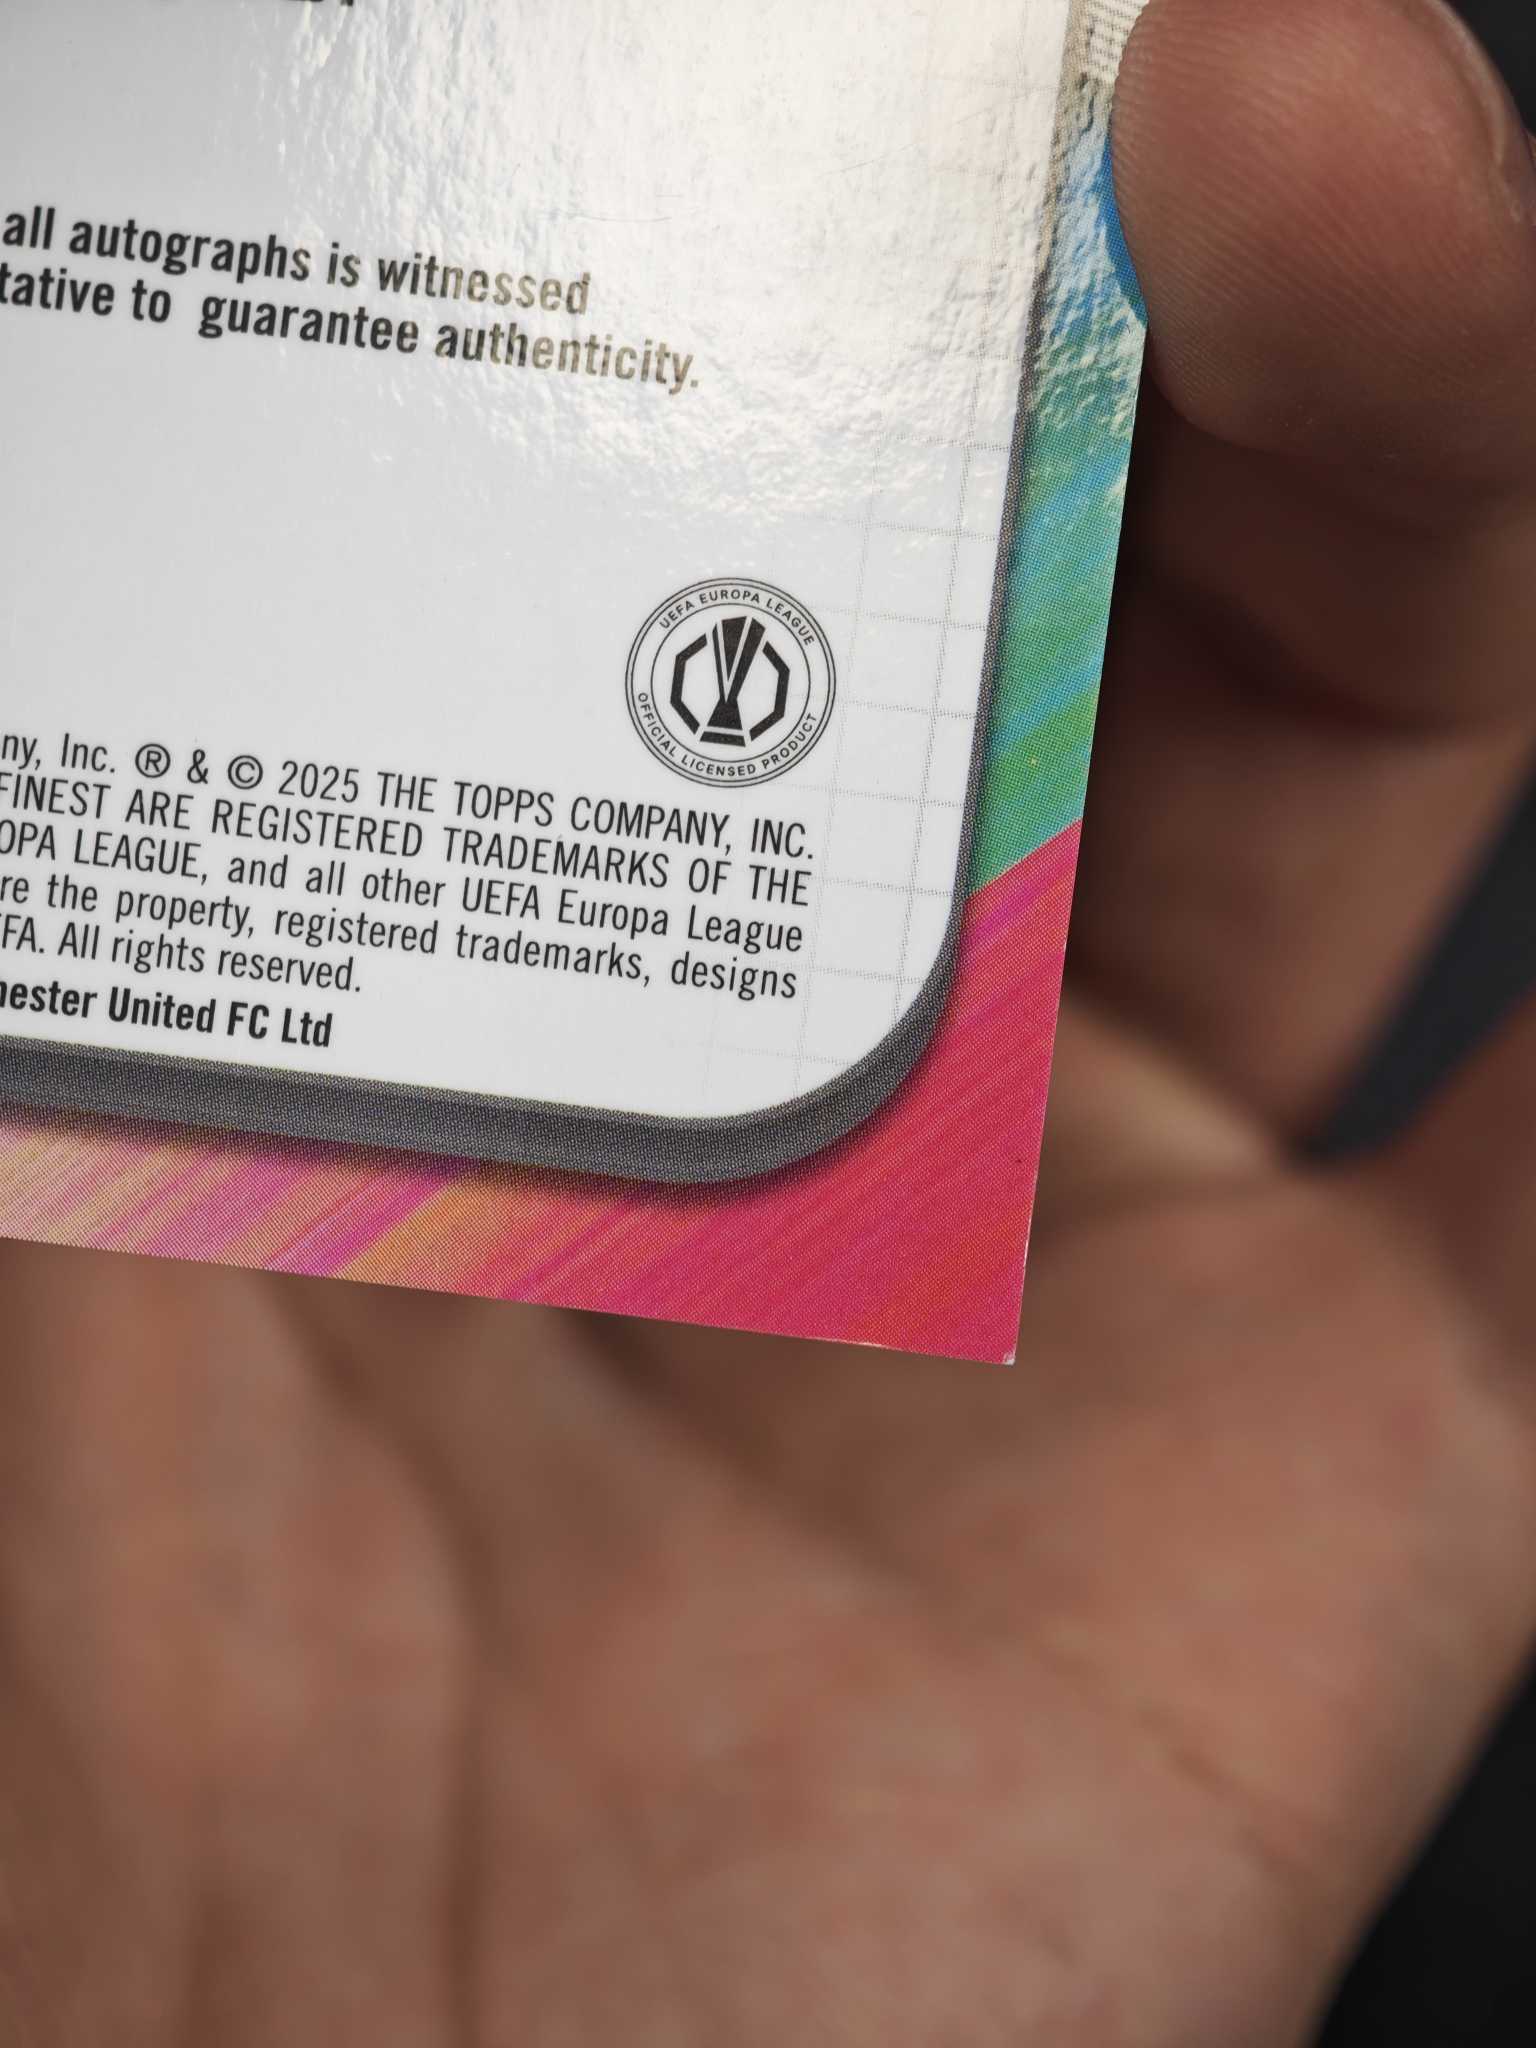 all autographs is witnessed
tative to guarantee authenticity.
UEFA EUROPA LEAGUE
OFFICIAL LICENSED PRODUCT
ny, Inc. ® & © 2025 THE TOPPS COMPANY, INC.
FINEST ARE REGISTERED TRADEMARKS OF THE
OPA LEAGUE, and all other UEFA Europa League
re the property, registered trademarks, designs
FA. All rights reserved.
hester United FC Ltd